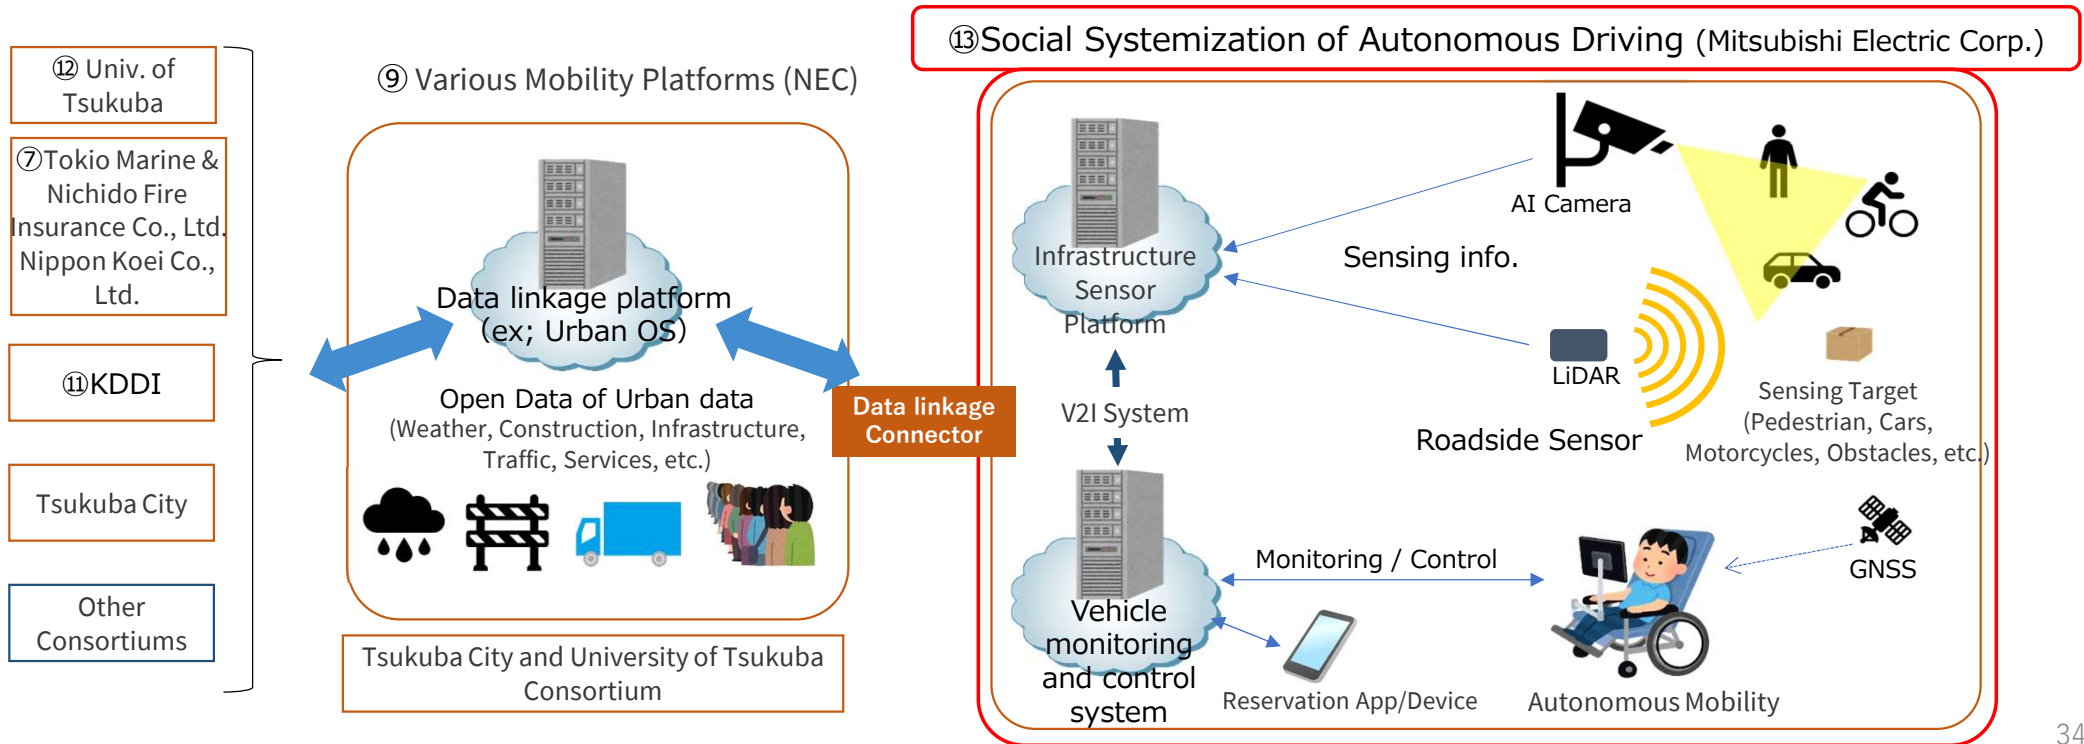 ⑬Social Systemization of Autonomous Driving (Mitsubishi Electric Corp.)
⑫ Univ. of
Tsukuba
⑦Tokio Marine &
Nichido Fire
Insurance Co., Ltd.
Nippon Koei Co.,
Ltd.
⑪KDDI
Tsukuba City
Other
Consortiums
⑨ Various Mobility Platforms (NEC)
Data linkage platform
(ex; Urban OS)
Open Data of Urban data
(Weather, Construction, Infrastructure,
Traffic, Services, etc.)
Tsukuba City and University of Tsukuba
Consortium
Data linkage
Connector
Infrastructure
Sensor
Platform
V2I System
Vehicle
monitoring
and control
system
AI Camera
Sensing info.
LiDAR
Roadside Sensor
Sensing Target
(Pedestrian, Cars,
Motorcycles, Obstacles, etc.)
Monitoring / Control
GNSS
Reservation App/Device
Autonomous Mobility
34